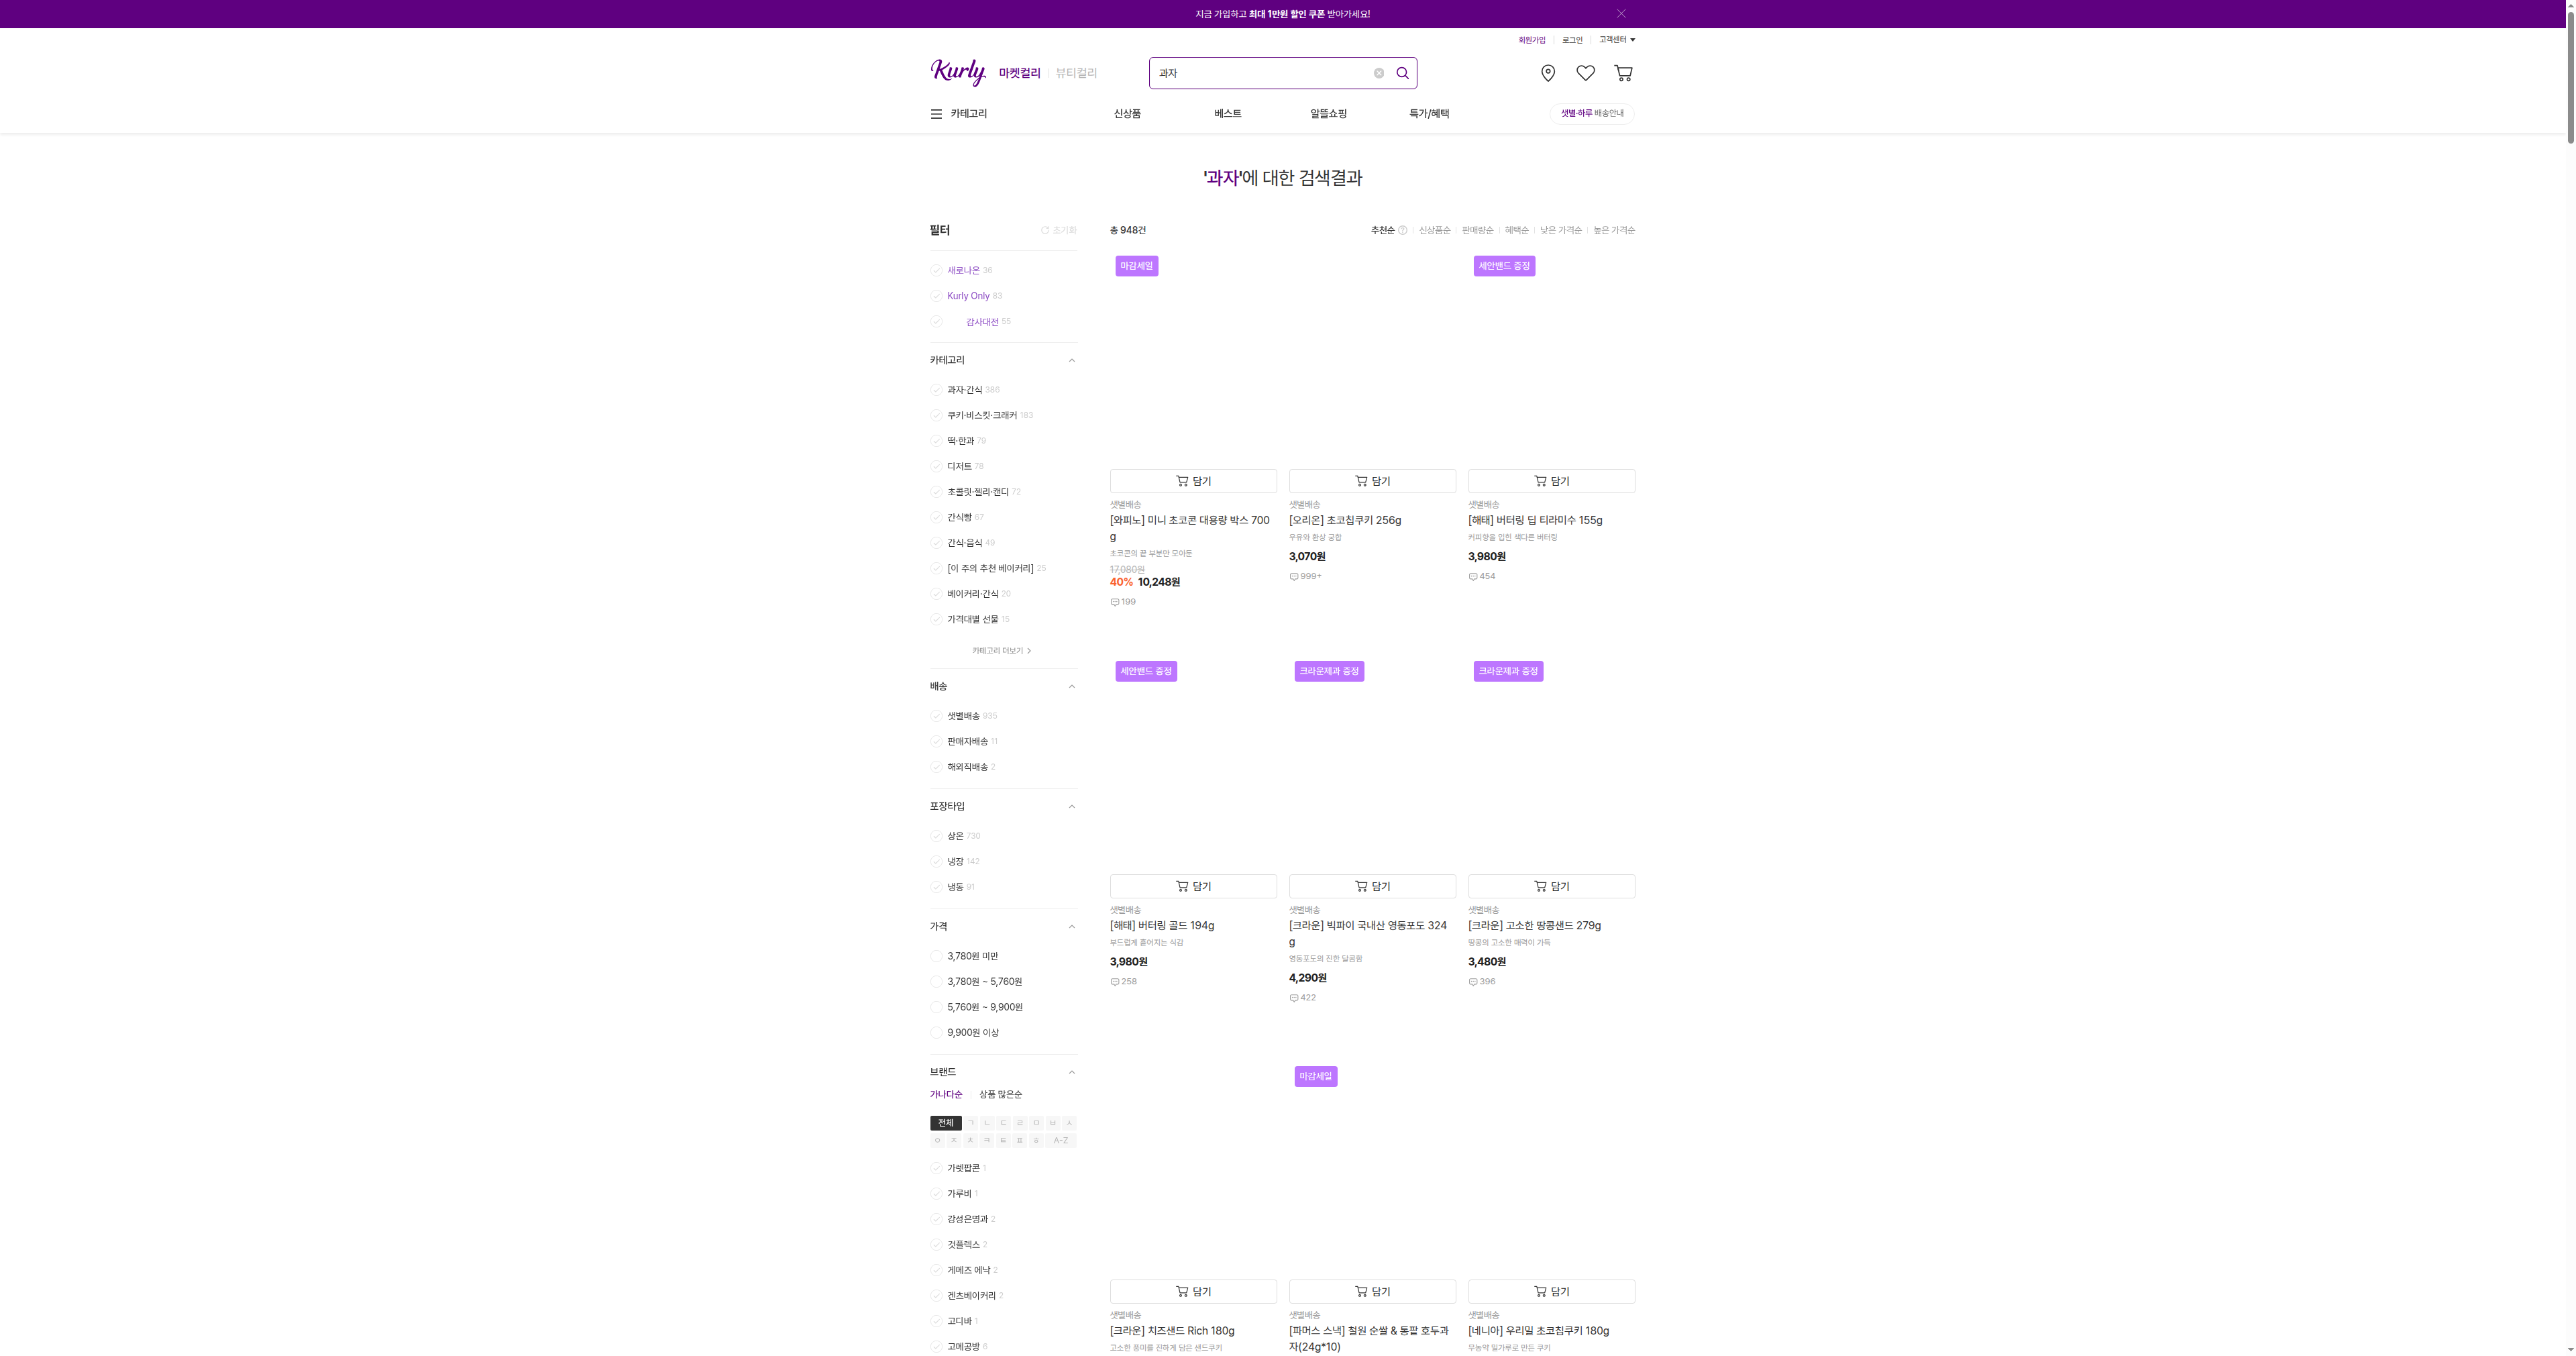 지금 가입하고 최대 1만원 할인 쿠폰 받아가세요!
회원가입 로그인 고객센터
Kurly 마켓컬리 뷰티컬리 과자
카테고리 신상품 베스트 알뜰쇼핑 특가/혜택 샛별·하루 배송안내
'과자'에 대한 검색결과
필터 초기화
새로나온 36
Kurly Only 83
감사대전 55
카테고리
과자·간식 386
쿠키·비스킷·크래커 183
떡·한과 79
디저트 78
초콜릿·젤리·캔디 72
간식빵 67
간식·음식 49
[이 주의 추천 베이커리] 25
베이커리·간식 20
가격대별 선물 15
카테고리 더보기
배송
샛별배송 935
판매자배송 11
해외직배송 2
포장타입
상온 730
냉장 142
냉동 91
가격
3,780원 미만
3,780원 ~ 5,760원
5,760원 ~ 9,900원
9,900원 이상
브랜드
가나다순 상품 많은순
전체 ㄱ ㄴ ㄷ ㄹ ㅁ ㅂ ㅅ
ㅇ ㅈ ㅊ ㅋ ㅌ ㅍ ㅎ A-Z
가렛팝콘 1
가루비 1
감성은명과 2
것플렉스 2
게메즈 에낙 2
겐츠베이커리 2
고디바 1
고메공방 6
총 948건 추천순 신상품순 판매량순 혜택순 낮은 가격순 높은 가격순
마감세일
담기
샛별배송
[와피노] 미니 초코콘 대용량 박스 700
g
초코콘의 끝 부분만 모아둔
17,080원
40% 10,248원
199
담기
샛별배송
[오리온] 초코칩쿠키 256g
우유와 환상 궁합
3,070원
999+
세안밴드 증정
담기
샛별배송
[해태] 버터링 딥 티라미수 155g
커피향을 입힌 색다른 버터링
3,980원
454
세안밴드 증정
담기
샛별배송
[해태] 버터링 골드 194g
부드럽게 흩어지는 식감
3,980원
258
크라운제과 증정
담기
샛별배송
[크라운] 빅파이 국내산 영동포도 324
g
영동포도의 진한 달콤함
4,290원
422
크라운제과 증정
담기
샛별배송
[크라운] 고소한 땅콩샌드 279g
땅콩의 고소한 매력이 가득
3,480원
396
담기
샛별배송
[크라운] 치즈샌드 Rich 180g
고소한 풍미를 진하게 담은 샌드쿠키
마감세일
담기
샛별배송
[파머스 스낵] 철원 순쌀 & 통팥 호두과
자(24g*10)
담기
샛별배송
[네니아] 우리밀 초코칩쿠키 180g
무농약 밀가루로 만든 쿠키